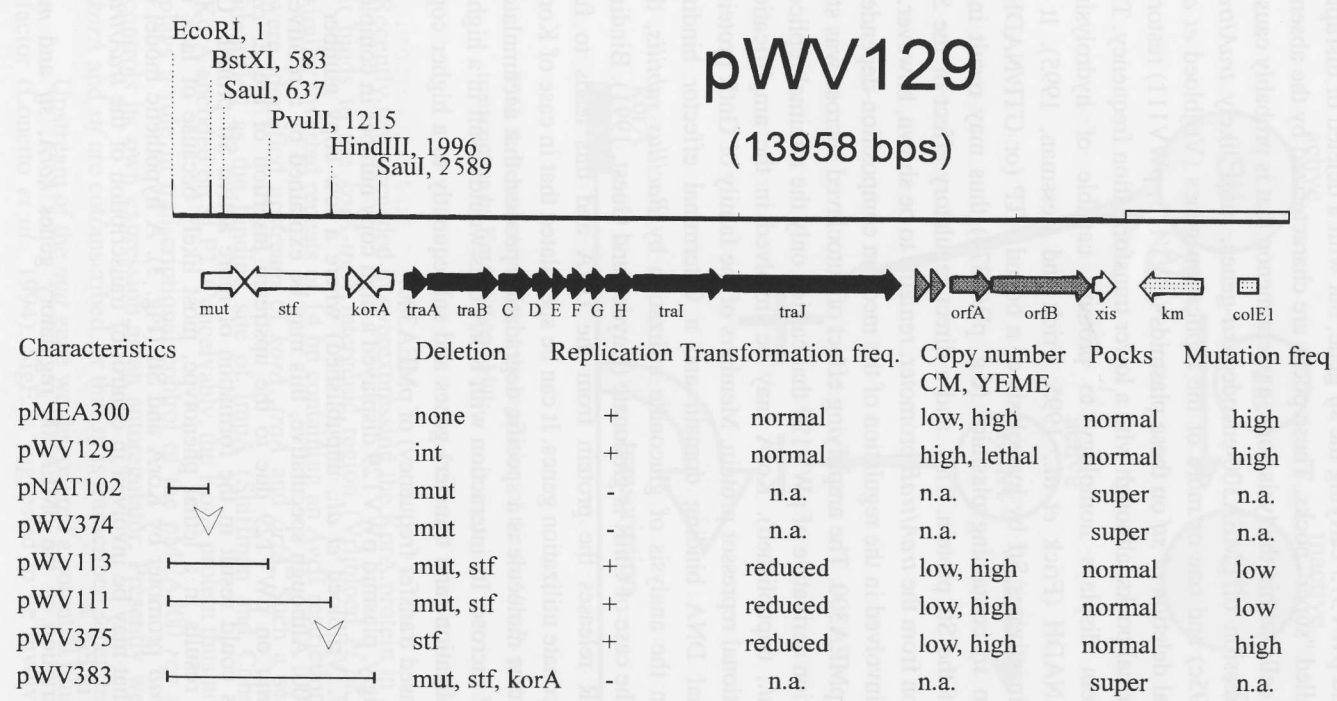 EcoRI, 1
BstXI, 583
SauI, 637
PvuII, 1215
HindIII, 1996
SauI, 2589
pWV129
(13958 bps)
mut stf korA traA traB C D E F G H traI traJ orfA orfB xis km colE1
Characteristics Deletion Replication Transformation freq. Copy number Pocks Mutation freq
CM, YEME
pMEA300 none + normal low, high normal high
pWV129 int + normal high, lethal normal high
pNAT102 mut - n.a. n.a. super n.a.
pWV374 mut - n.a. n.a. super n.a.
pWV113 mut, stf + reduced low, high normal low
pWV111 mut, stf + reduced low, high normal low
pWV375 stf + reduced low, high normal high
pWV383 mut, stf, korA - n.a. n.a. super n.a.